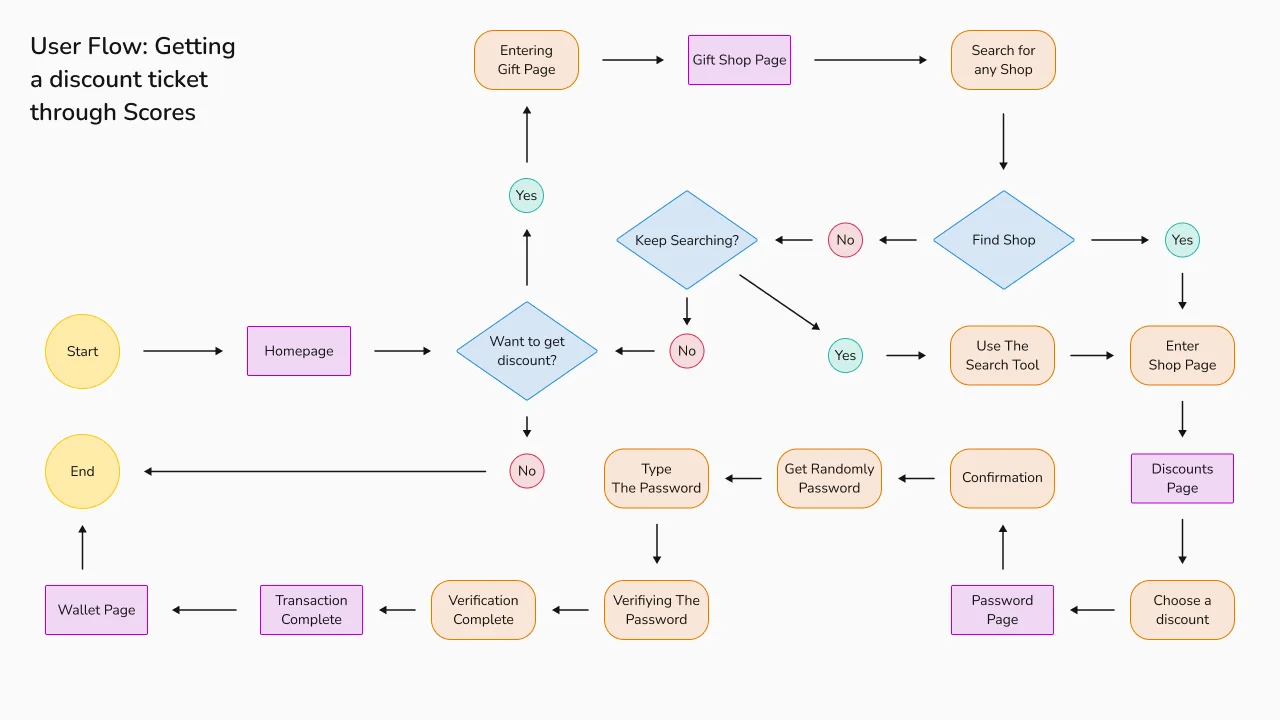 User Flow: Getting
a discount ticket
through Scores
Entering
Gift Page
Gift Shop Page
Search for
any Shop
Yes
Keep Searching?
No
Find Shop
Yes
Start
Homepage
Want to get
discount?
No
Yes
Use The
Search Tool
Enter
Shop Page
End
No
Type
The Password
Get Randomly
Password
Confirmation
Discounts
Page
Wallet Page
Transaction
Complete
Verification
Complete
Verifiying The
Password
Password
Page
Choose a
discount